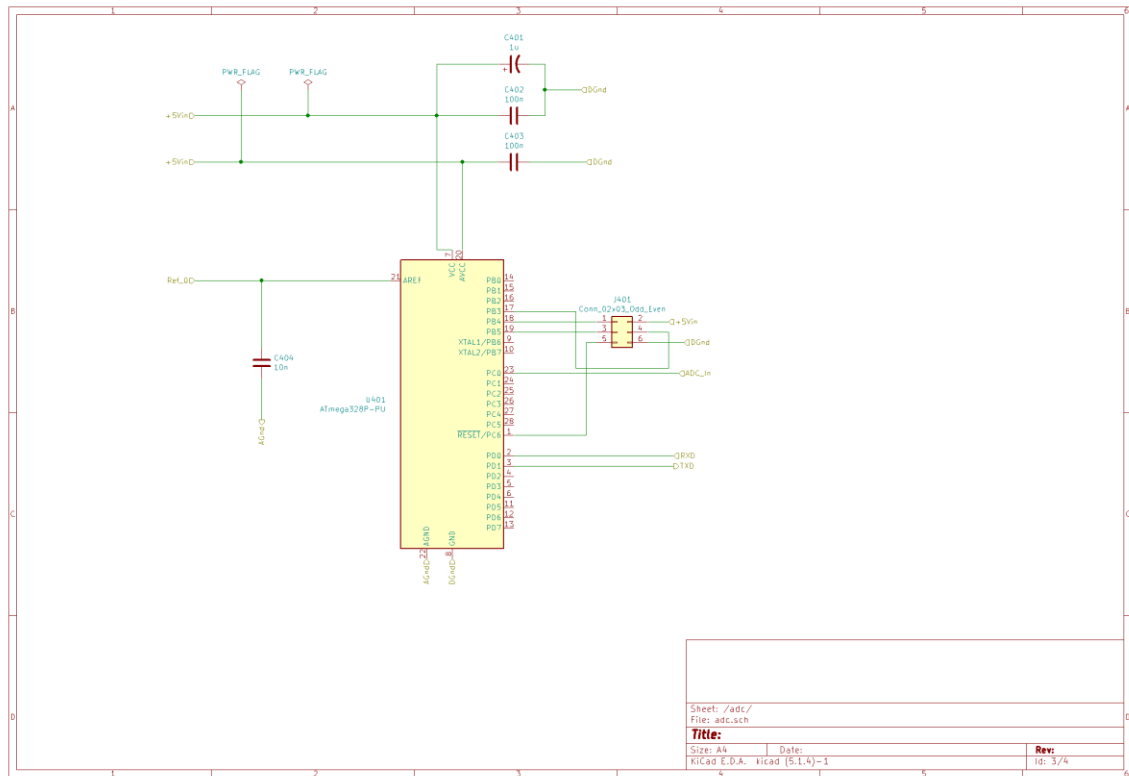 1 2 3 4 5 6
C401
1u
PWR_FLAG PWR_FLAG
+
C402
100n
DGnd
A A
+5Vin
C403
100n
+5Vin DGnd
7 20
VCC AVCC
Ref_0 21 AREF PB0 14
PB1 15
PB2 16
B B
PB3 17
PB4 18
PB5 19
XTAL1/PB6 9
XTAL2/PB7 10
J401
Conn_02x03_Odd_Even
1 2 +5Vin
3 4
5 6 DGnd
C404
10n
PC0 23 ADC_In
PC1 24
PC2 25
PC3 26
PC4 27
PC5 28
RESET/PC6 1
U401
ATmega328P-PU
AGnd
PD0 2 RXD
PD1 3 TXD
PD2 4
PD3 5
PD4 6
PD5 11
PD6 12
PD7 13
C C
AGND GND
22 8
AGnd DGnd
D D
Sheet: /adc/
File: adc.sch
Title:
Size: A4 Date: Rev:
KiCad E.D.A. kicad (5.1.4)-1 Id: 3/4
1 2 3 4 5 6